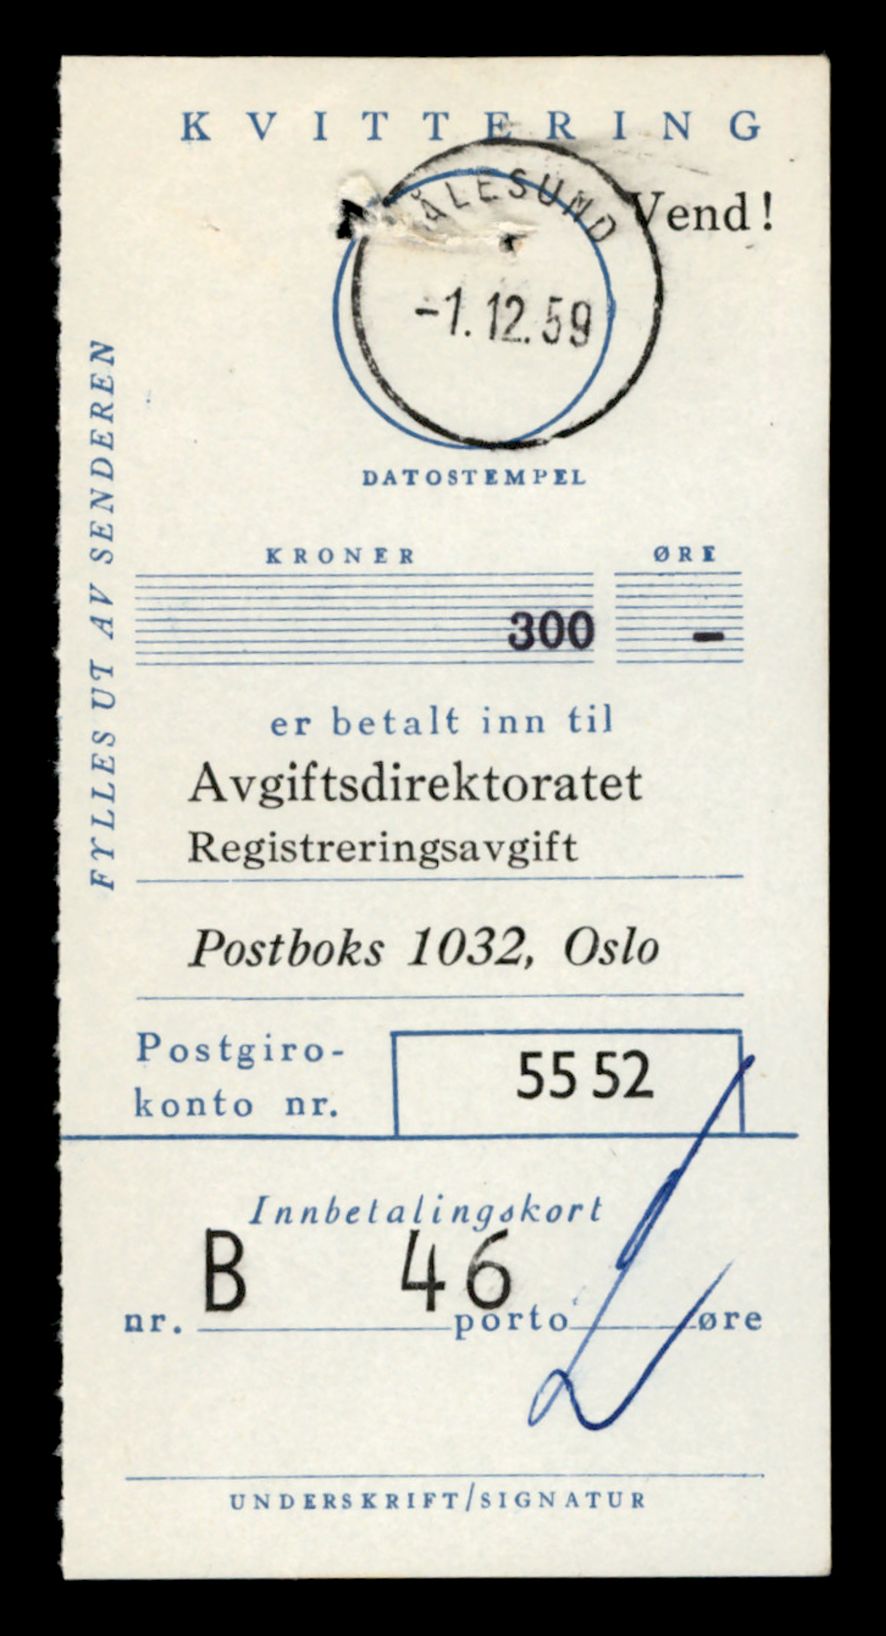 KVITTERING
Vend!
ÅLESUND
-1.12.59
DATOSTEMPEL
FYLLES UT AV SENDEREN
KRONER ØRE
300 -
er betalt inn til
Avgiftsdirektoratet
Registreringsavgift
Postboks 1032, Oslo
Postgiro-
konto nr. 55 52
Innbetalingskort
nr. B 46 porto øre
UNDERSKRIFT/SIGNATUR